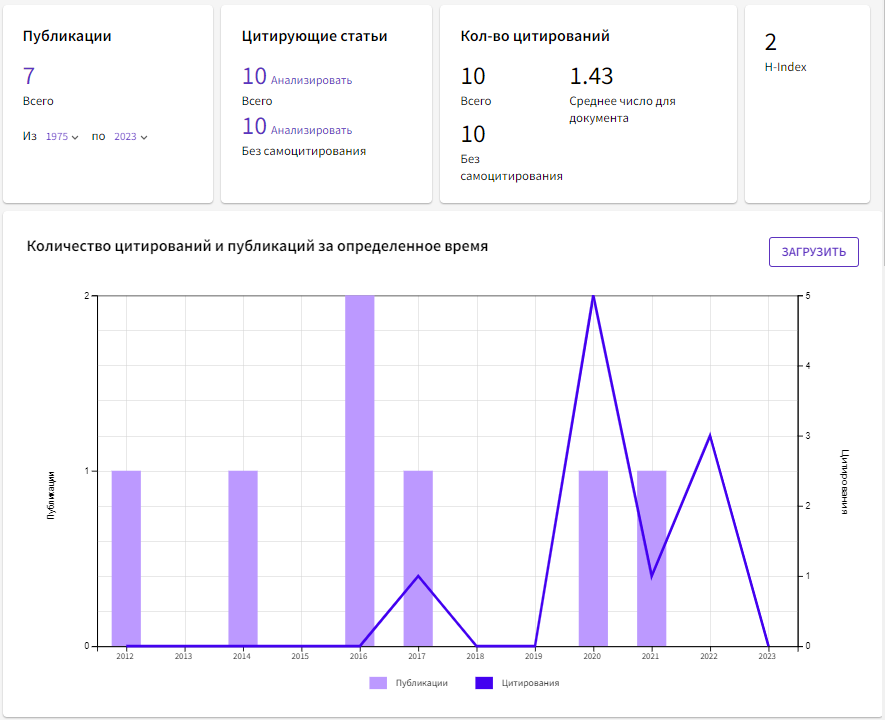 Публикации
7
Всего
Из 1975 по 2023
Цитирующие статьи
10 Анализировать
Всего
10 Анализировать
Без самоцитирования
Кол-во цитирований
10
Всего
1.43
Среднее число для
документа
10
Без
самоцитирования
2
H-Index
Количество цитирований и публикаций за определенное время
ЗАГРУЗИТЬ
2
1
0
Публикации
5
4
3
2
1
0
Цитирования
2012 2013 2014 2015 2016 2017 2018 2019 2020 2021 2022 2023
Публикации Цитирования